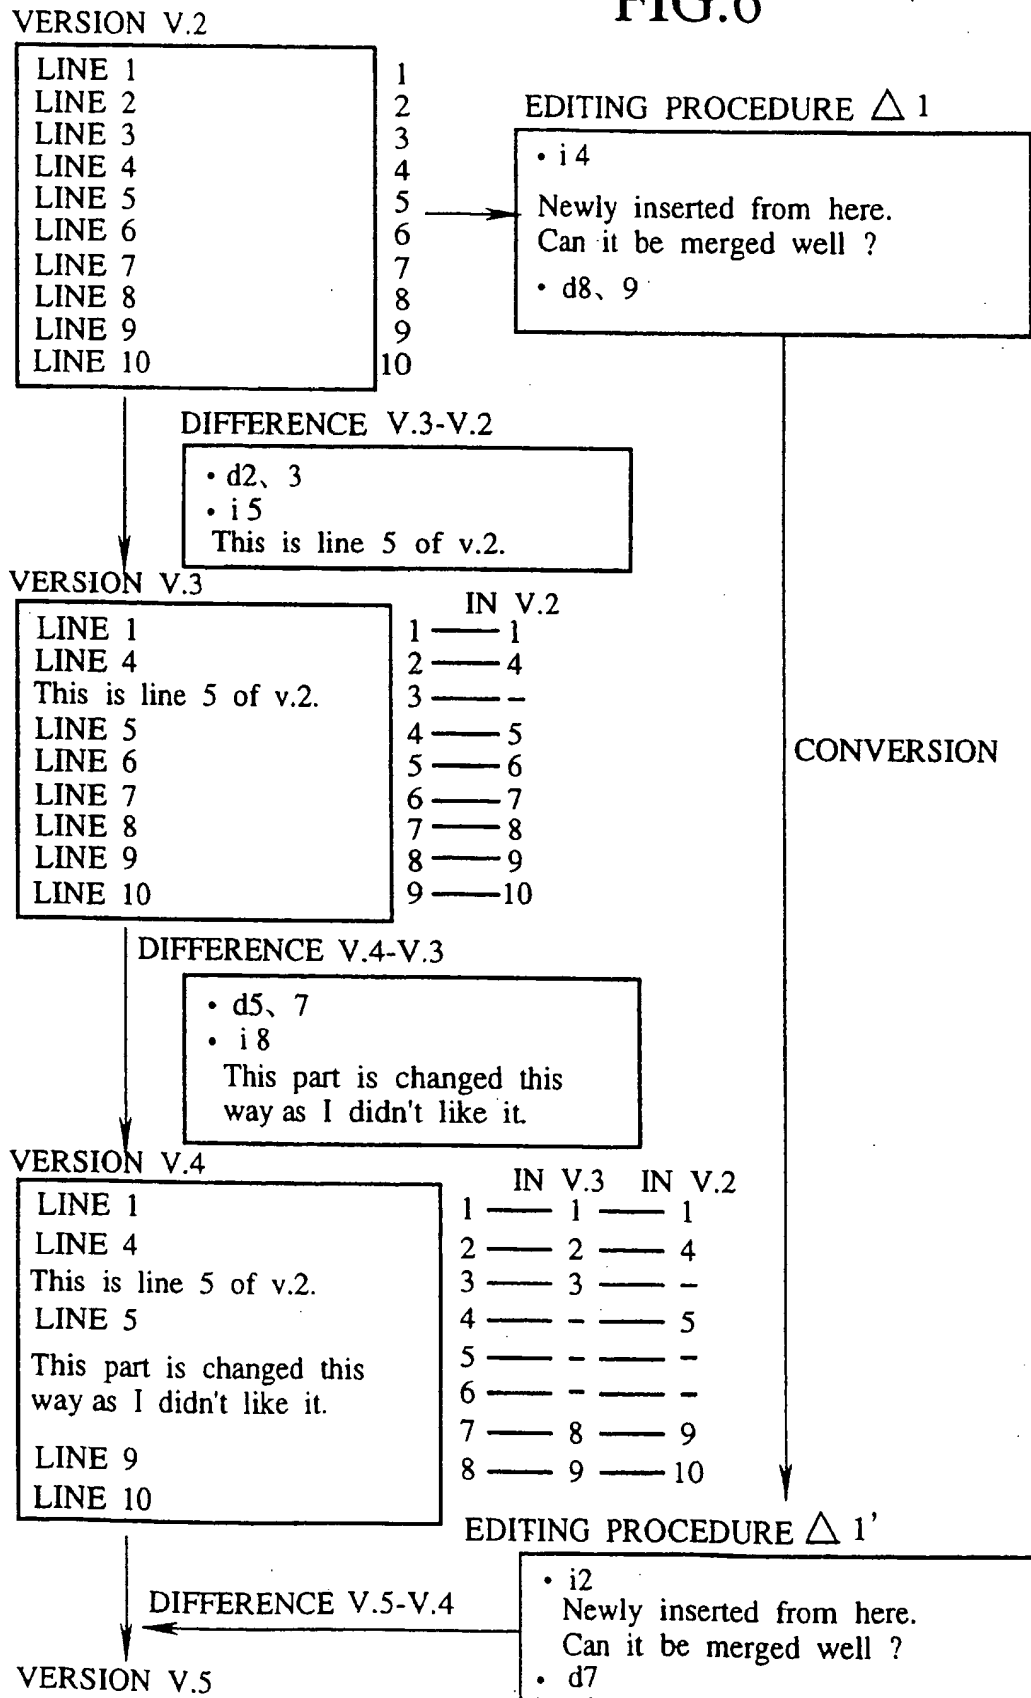 FIG.6
VERSION V.2
LINE 1 1
LINE 2 2
LINE 3 3
LINE 4 4
LINE 5 5
LINE 6 6
LINE 7 7
LINE 8 8
LINE 9 9
LINE 10 10
EDITING PROCEDURE △ 1
• i 4
Newly inserted from here.
Can it be merged well ?
• d8、9
DIFFERENCE V.3-V.2
• d2、3
• i 5
This is line 5 of v.2.
VERSION V.3
IN V.2
LINE 1 1 — 1
LINE 4 2 — 4
This is line 5 of v.2. 3 — -
LINE 5 4 — 5
LINE 6 5 — 6
LINE 7 6 — 7
LINE 8 7 — 8
LINE 9 8 — 9
LINE 10 9 — 10
CONVERSION
DIFFERENCE V.4-V.3
• d5、7
• i 8
This part is changed this
way as I didn't like it.
VERSION V.4
IN V.3 IN V.2
LINE 1 1 — 1 — 1
LINE 4 2 — 2 — 4
This is line 5 of v.2. 3 — 3 — -
LINE 5 4 — - — 5
This part is changed this 5 — - — -
way as I didn't like it. 6 — - — -
LINE 9 7 — 8 — 9
LINE 10 8 — 9 — 10
EDITING PROCEDURE △ 1'
• i2
Newly inserted from here.
Can it be merged well ?
• d7
DIFFERENCE V.5-V.4
VERSION V.5